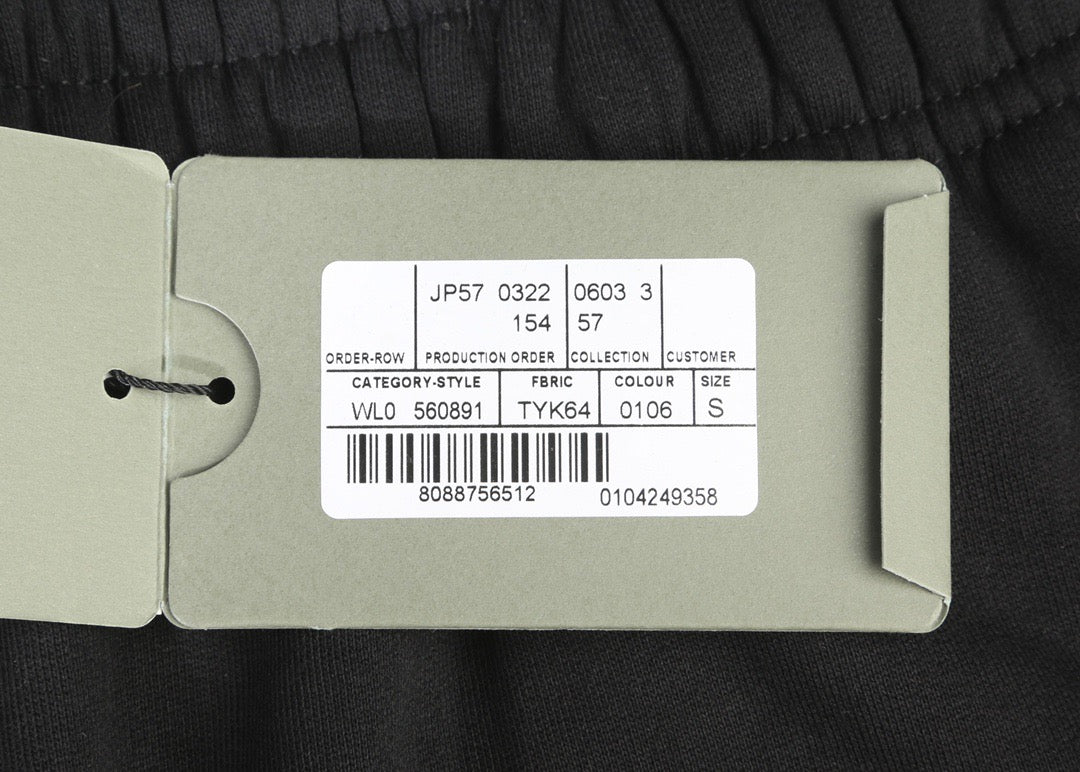 JP57 0322 0603 3
154 57
ORDER-ROW PRODUCTION ORDER COLLECTION CUSTOMER
CATEGORY-STYLE FBRIC COLOUR SIZE
WL0 560891 TYK64 0106 S
8088756512 0104249358